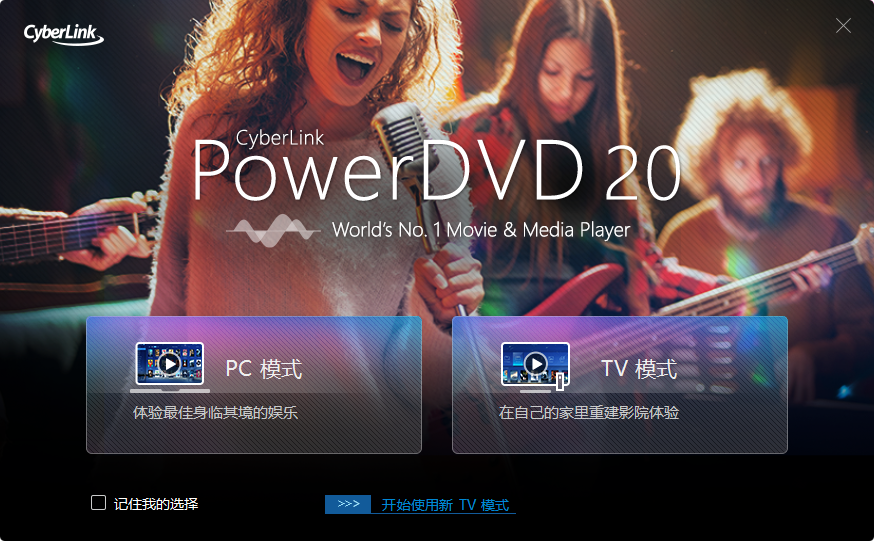 CyberLink
CyberLink
PowerDVD 20
World's No. 1 Movie & Media Player
PC 模式
体验最佳身临其境的娱乐
TV 模式
在自己的家里重建影院体验
记住我的选择
>>> 开始使用新 TV 模式